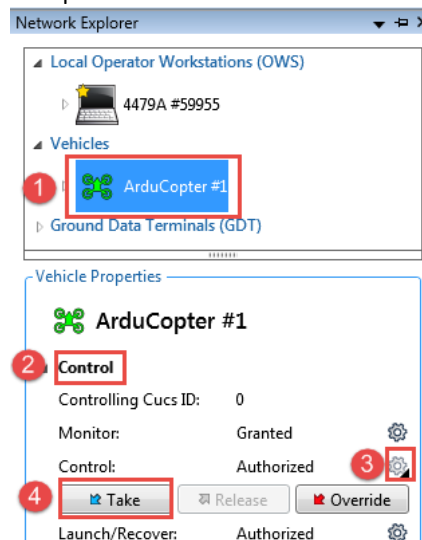 Network Explorer
Local Operator Workstations (OWS)
4479A #59955
Vehicles
1
ArduCopter #1
Ground Data Terminals (GDT)
Vehicle Properties
ArduCopter #1
2 Control
Controlling Cucs ID: 0
Monitor: Granted
Control: Authorized 3
4 Take Release Override
Launch/Recover: Authorized